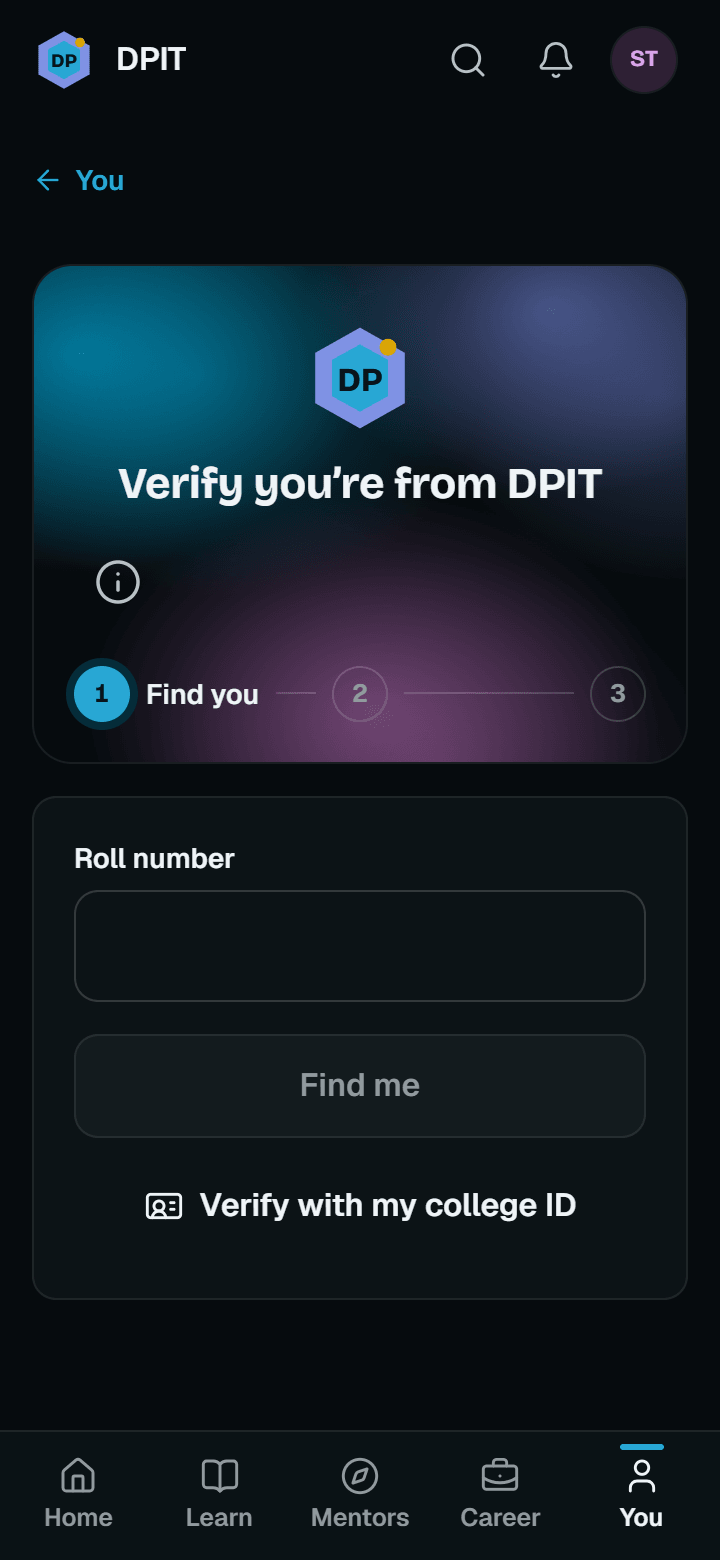 DP
DPIT
ST
You
DP
Verify you're from DPIT
1 Find you 2 3
Roll number
Find me
Verify with my college ID
Home Learn Mentors Career You